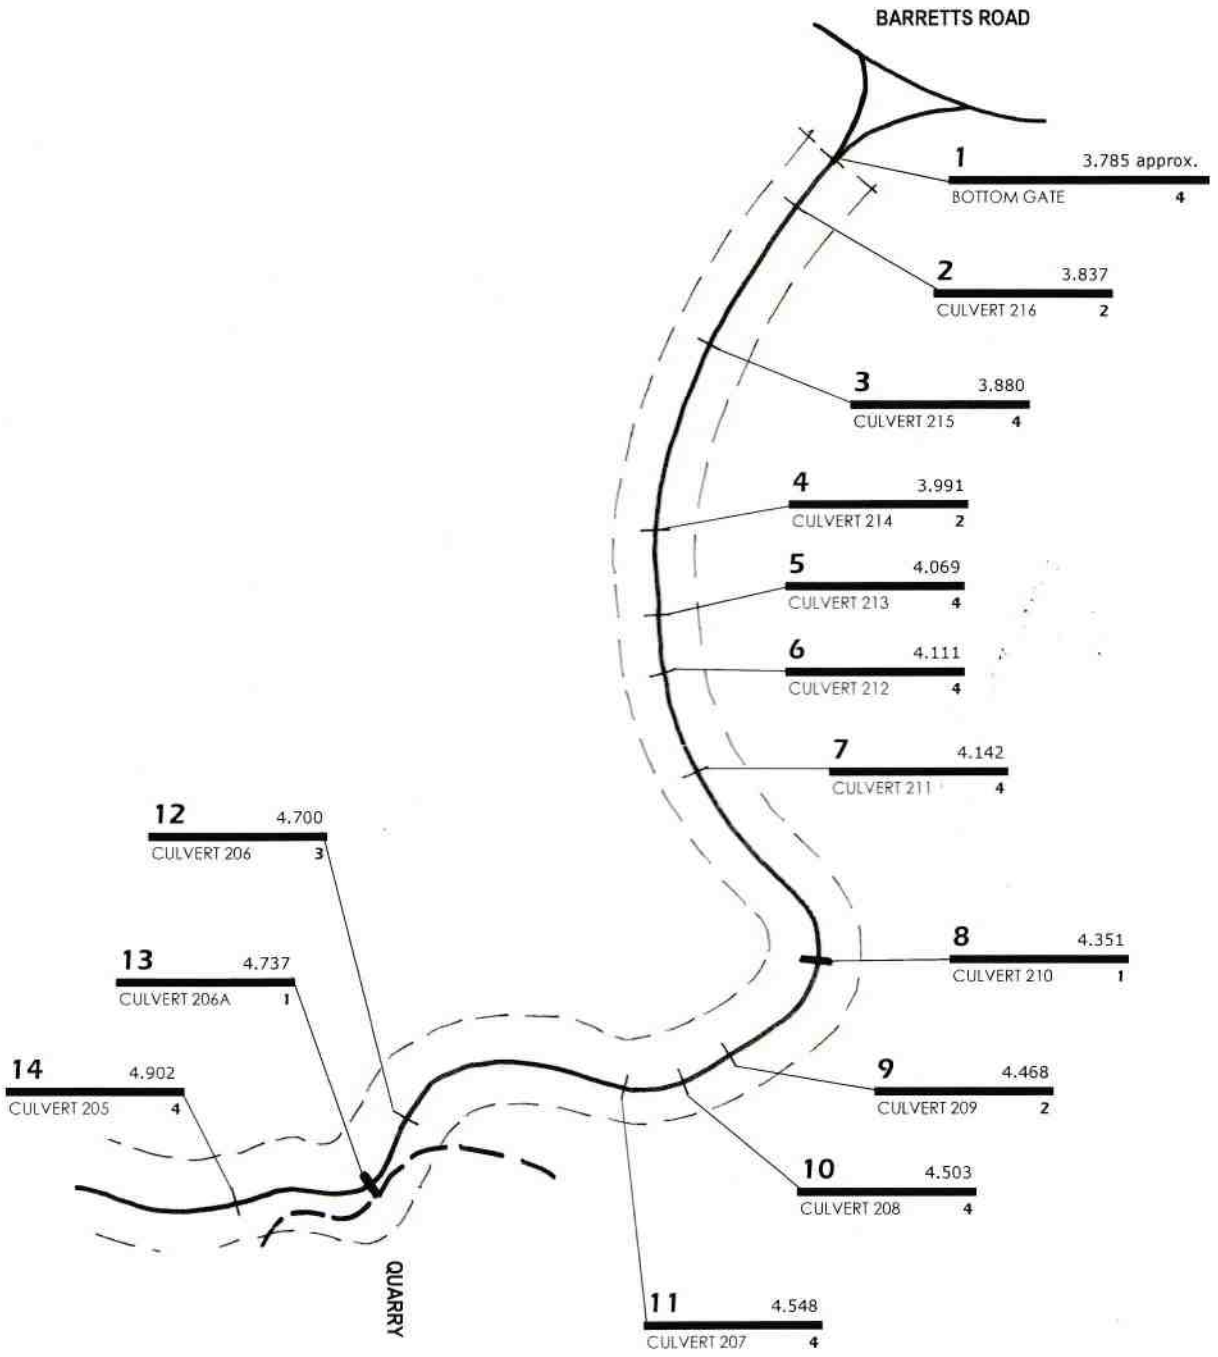 BARRETTS ROAD
1 3.785 approx.
BOTTOM GATE 4
2 3.837
CULVERT 216 2
3 3.880
CULVERT 215 4
4 3.991
CULVERT 214 2
5 4.069
CULVERT 213 4
6 4.111
CULVERT 212 4
7 4.142
CULVERT 211 4
12 4.700
CULVERT 206 3
8 4.351
CULVERT 210 1
13 4.737
CULVERT 206A 1
14 4.902
CULVERT 205 4
9 4.468
CULVERT 209 2
10 4.503
CULVERT 208 4
QUARRY
11 4.548
CULVERT 207 4